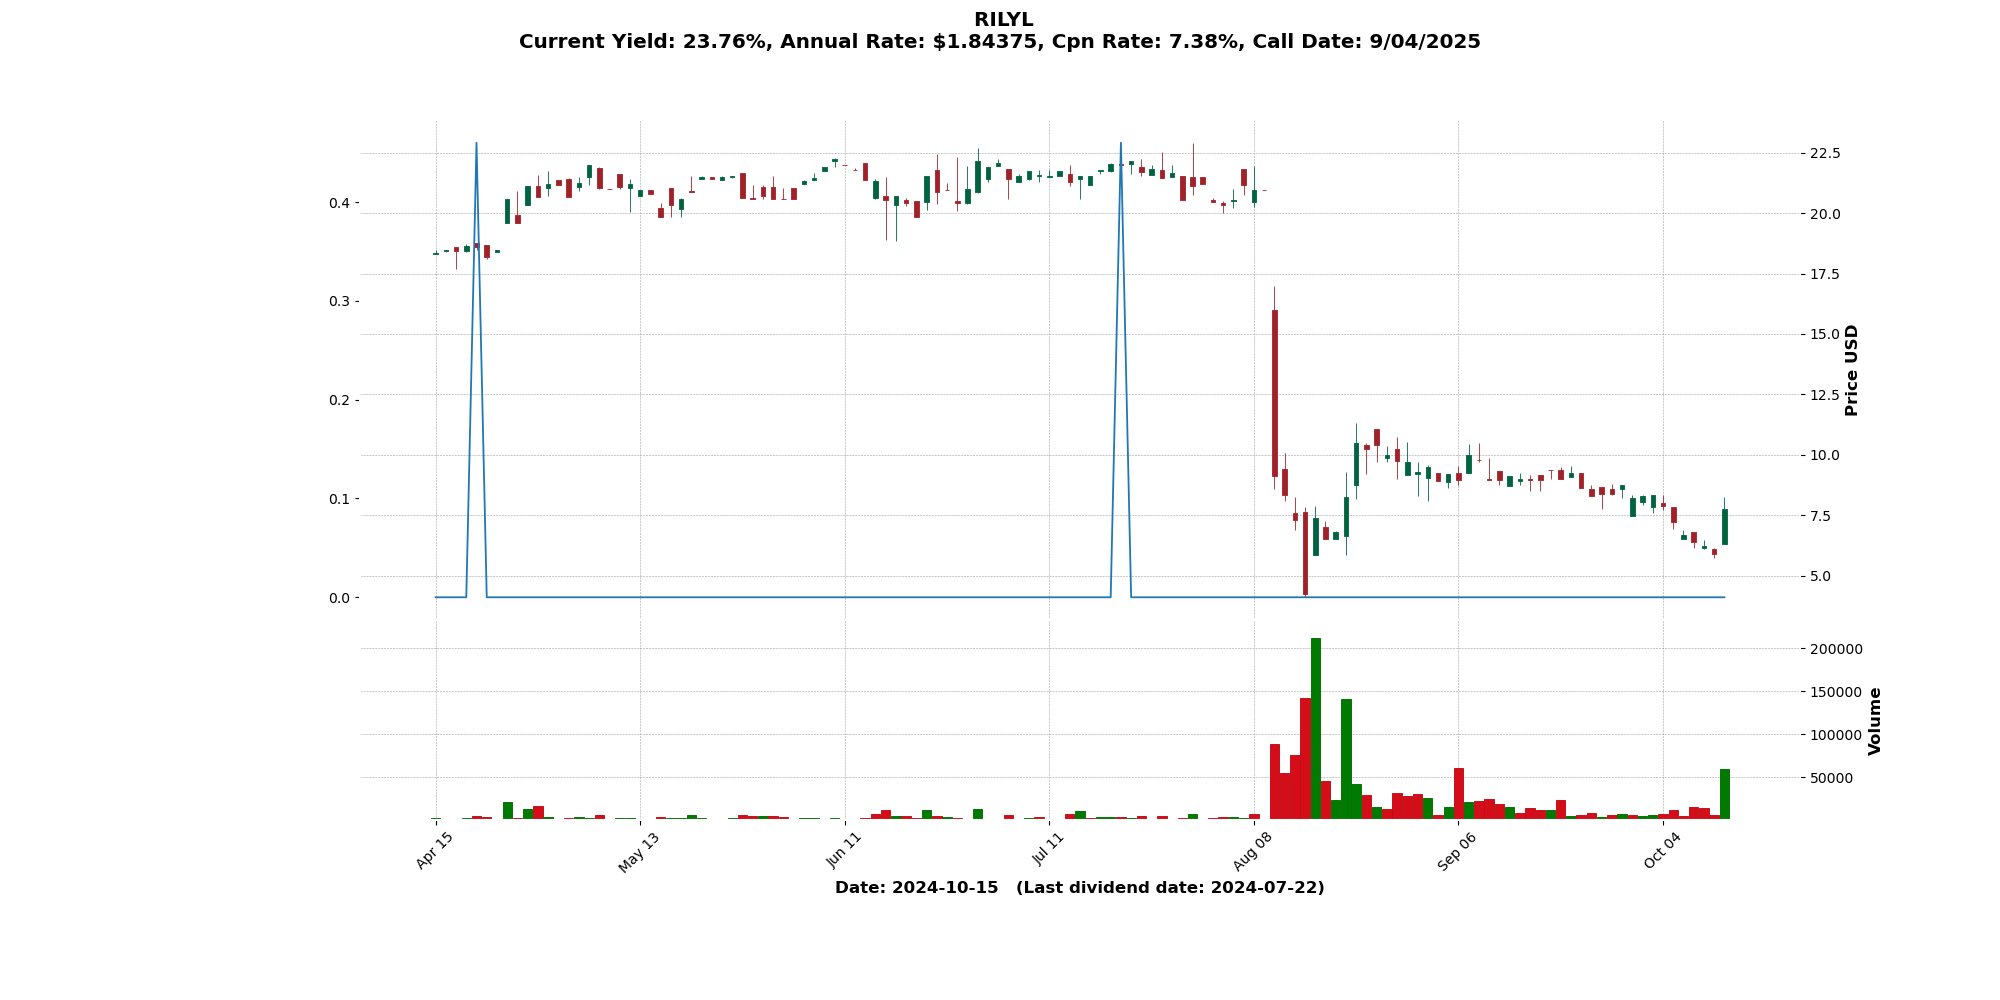 RILYL
Current Yield: 23.76%, Annual Rate: $1.84375, Cpn Rate: 7.38%, Call Date: 9/04/2025
0.4
0.3
0.2
0.1
0.0
22.5
20.0
17.5
15.0
12.5
10.0
7.5
5.0
Price USD
200000
150000
100000
50000
Volume
Apr 15
May 13
Jun 11
Jul 11
Aug 08
Sep 06
Oct 04
Date: 2024-10-15   (Last dividend date: 2024-07-22)